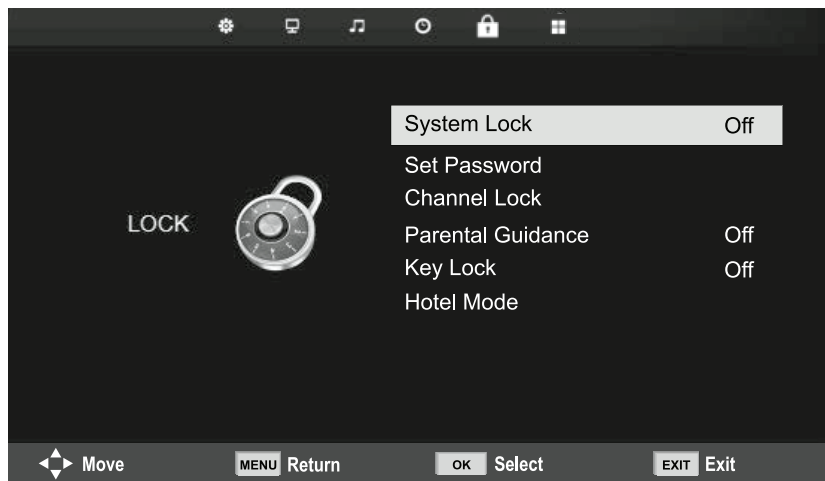 System Lock Off
Set Password
Channel Lock
LOCK
Parental Guidance Off
Key Lock Off
Hotel Mode
Move MENU Return OK Select EXIT Exit